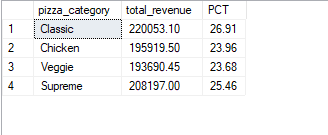 pizza_category total_revenue PCT
1 Classic 220053.10 26.91
2 Chicken 195919.50 23.96
3 Veggie 193690.45 23.68
4 Supreme 208197.00 25.46